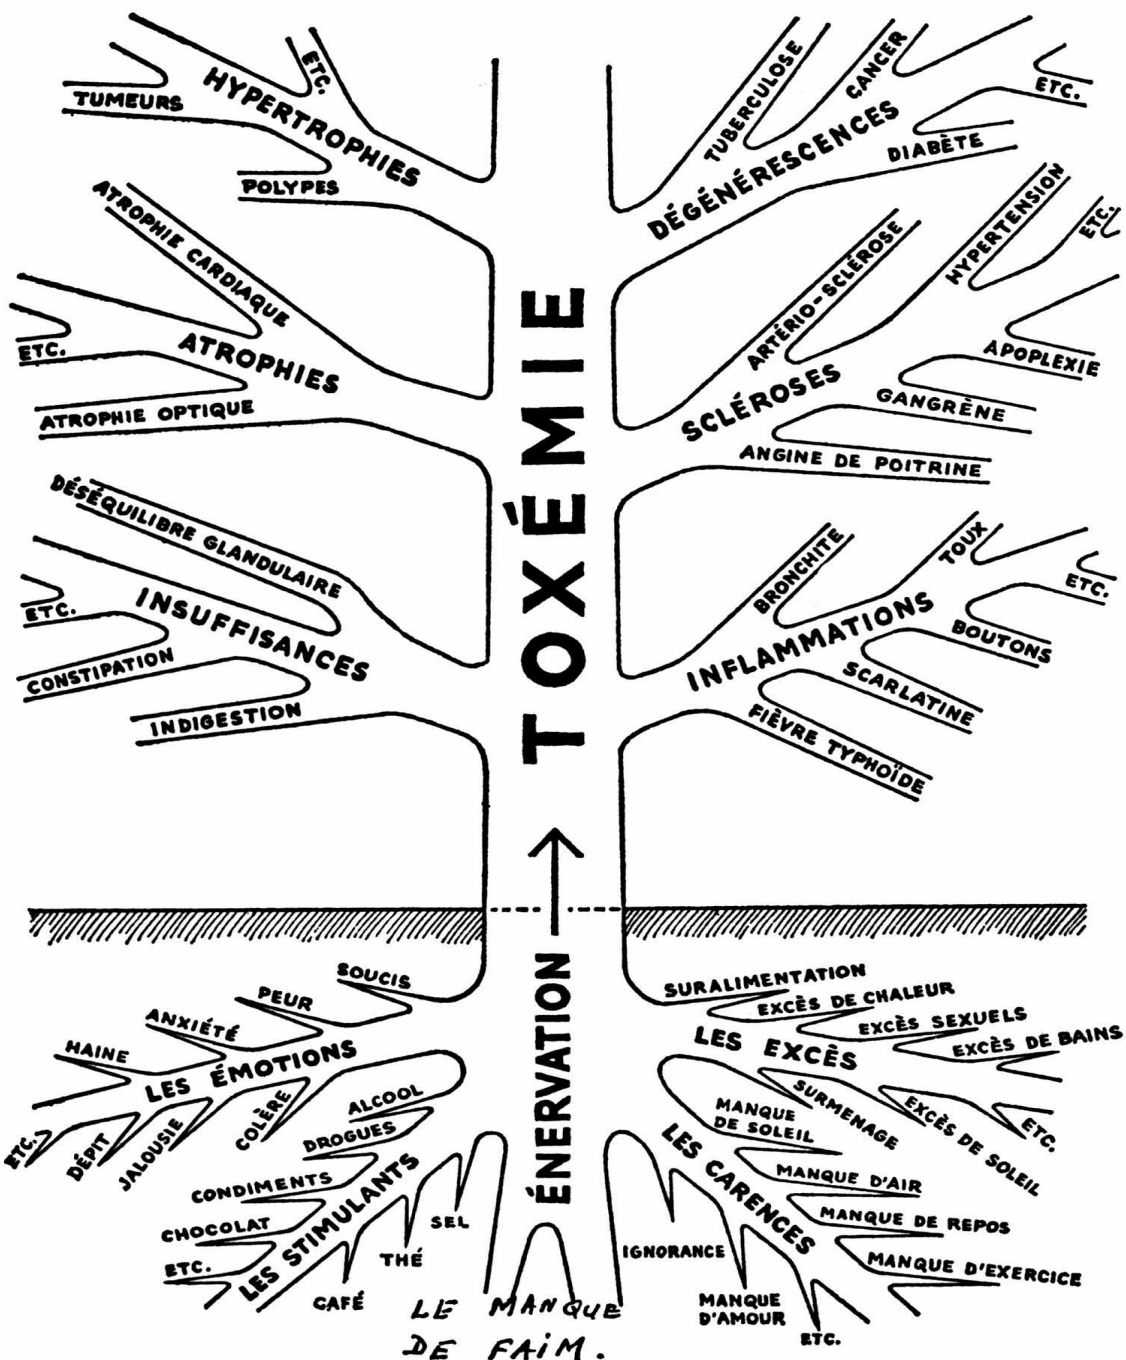 HYPERTROPHIES
ETC.
TUMEURS
POLYPES
TUBERCULOSE
CANCER
ETC.
DÉGÉNÉRESCENCES
DIABÈTE
ATROPHIE CARDIAQUE
ATROPHIES
ETC.
ATROPHIE OPTIQUE
HYPERTENSION
ETC.
ARTÉRIO-SCLÉROSE
APOPLEXIE
SCLÉROSES
GANGRÈNE
ANGINE DE POITRINE
TOXÉMIE
DÉSÉQUILIBRE GLANDULAIRE
INSUFFISANCES
ETC.
CONSTIPATION
INDIGESTION
BRONCHITE
TOUX
ETC.
INFLAMMATIONS
BOUTONS
SCARLATINE
FIÈVRE TYPHOÏDE
ÉNERVATION
SOUCIS
PEUR
ANXIÉTÉ
HAINE
LES ÉMOTIONS
ETC.
DÉPIT
JALOUSIE
COLÈRE
ALCOOL
DROGUES
CONDIMENTS
CHOCOLAT
ETC.
LES STIMULANTS
CAFÉ
THÉ
SEL
SURALIMENTATION
EXCÈS DE CHALEUR
EXCÈS SEXUELS
EXCÈS DE BAINS
LES EXCÈS
SURMENAGE
EXCÈS DE SOLEIL
ETC.
MANQUE
DE SOLEIL
MANQUE D'AIR
MANQUE DE REPOS
MANQUE D'EXERCICE
LES CARENCES
IGNORANCE
MANQUE
D'AMOUR
ETC.
LE MANQUE
DE FAIM.